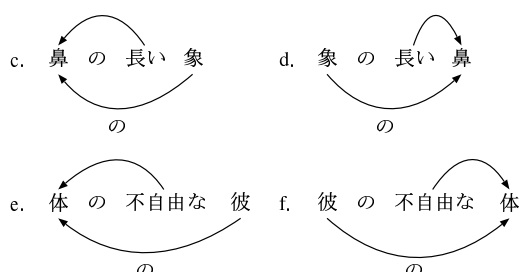 c. 鼻 の 長い 象 d. 象 の 長い 鼻
の の
e. 体 の 不自由な 彼 f. 彼 の 不自由な 体
の の